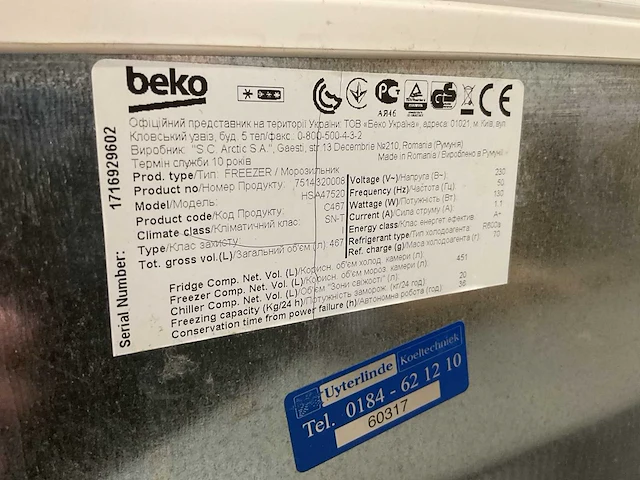 beko
Офіційний представник на території України: ТОВ «Беко Україна», адреса: 01021, м. Київ, вул.
Кловський узвіз, буд. 5 тел/факс.: 0-800-500-4-3-2
Виробник: "S.C. Arctic S.A.", Gaesti, str 13 Decembrie №210, Romania (Румунія)
Термін служби 10 років
Made in Romania / Вироблено в Румунії
Prod. type/Тип: FREEZER / Морозильник
Product no/Номер Продукту: 7514320008
Model/Модель: HSA47520
Product code/Код Продукту: C467
Climate class/Кліматичний клас: SN-T
Type/Клас захисту
Tot. gross vol.(L)/Загальний об'єм (л): 467
Voltage (V~)/Напруга (В~): 230
Frequency (Hz)/Частота (Гц): 50
Wattage (W)/Потужність (Вт): 130
Current (A)/Сила струму (А): 1.1
Energy class/Клас енергет ефектив: A+
Refrigerant type/Тип холодоагента: R600a
Ref. charge (g)/Маса холодоагента (г): 70
Fridge Comp. Net. Vol. (L)/Корисн. об'єм холод. камери (л):
Freezer Comp. Net. Vol. (L)/Корисн. об'єм мороз. камери (л): 451
Chiller Comp. Net. Vol. (L)/Об'єм "Зони свіжості" (л):
Freezing capacity (Kg/24 h)/Потужність заморож. (кг/24 год): 20
Conservation time from power failure (h)/Автономна робота (год): 36
Serial Number: 1716929602
АЯ46
CE
Uyterlinde Koeltechniek
Tel. 0184 - 62 12 10
60317